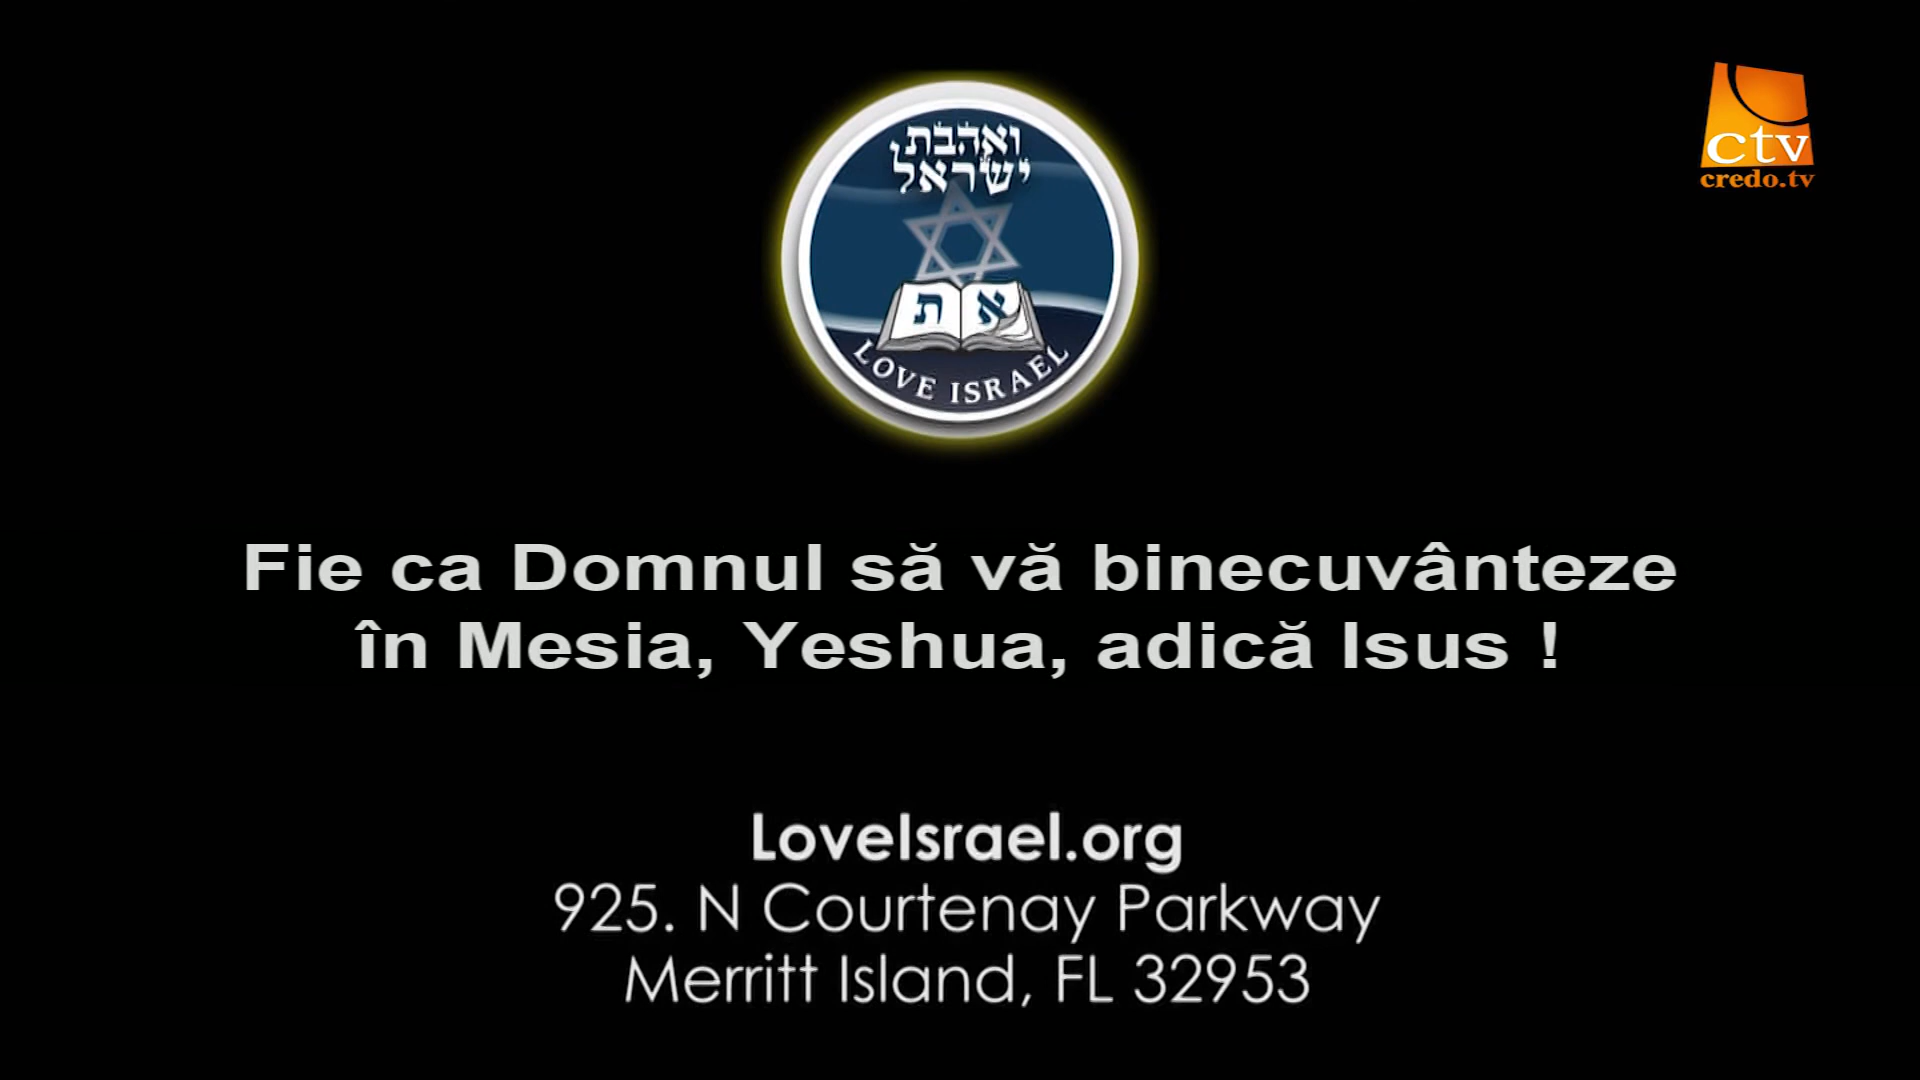 ואהבת
ישראל
ת א
LOVE ISRAEL
ctv
credo.tv
Fie ca Domnul să vă binecuvânteze
în Mesia, Yeshua, adică Isus !
LoveIsrael.org
925. N Courtenay Parkway
Merritt Island, FL 32953